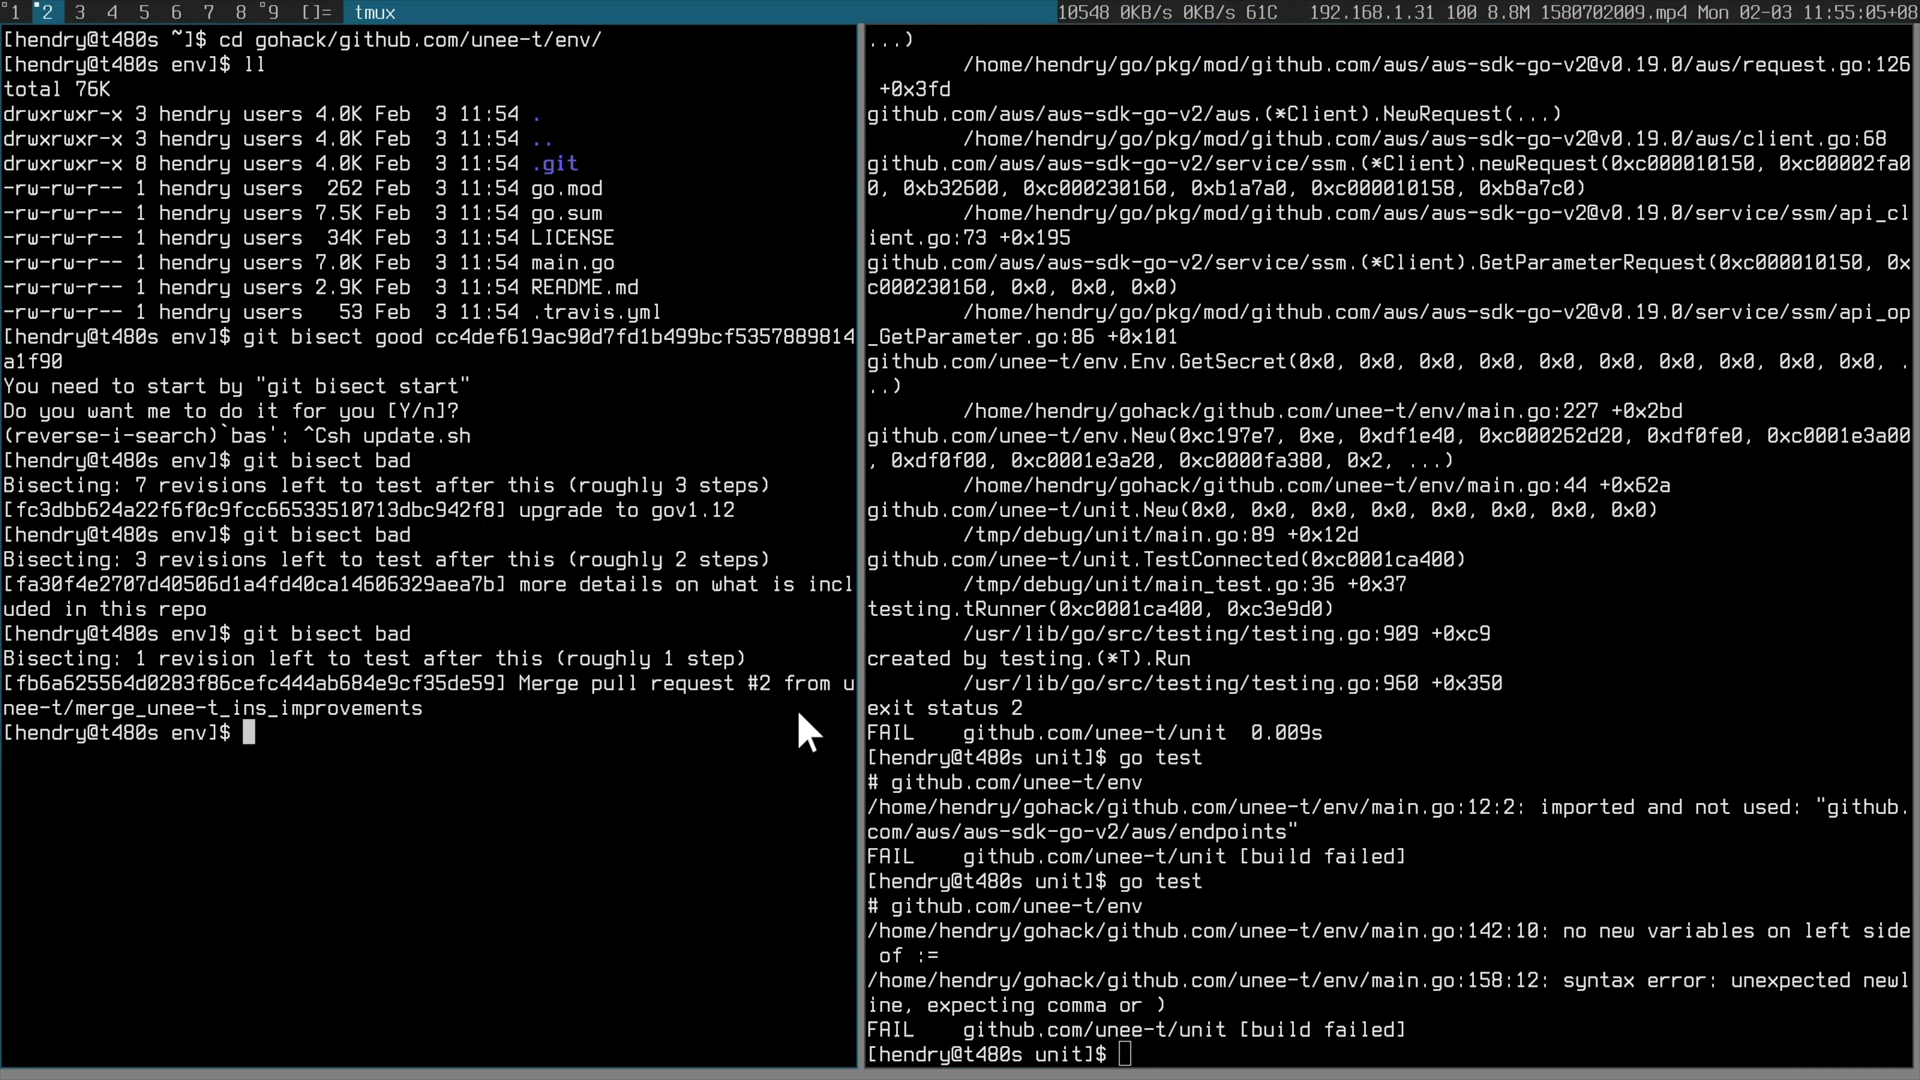 1 2 3 4 5 6 7 8 9 []= tmux 10548 0KB/s 0KB/s 61C 192.168.1.31 100 8.8M 1580702009.mp4 Mon 02-03 11:55:05+08
[hendry@t480s ~]$ cd gohack/github.com/unee-t/env/
[hendry@t480s env]$ ll
total 76K
drwxrwxr-x 3 hendry users 4.0K Feb  3 11:54 .
drwxrwxr-x 3 hendry users 4.0K Feb  3 11:54 ..
drwxrwxr-x 8 hendry users 4.0K Feb  3 11:54 .git
-rw-rw-r-- 1 hendry users  262 Feb  3 11:54 go.mod
-rw-rw-r-- 1 hendry users 7.5K Feb  3 11:54 go.sum
-rw-rw-r-- 1 hendry users  34K Feb  3 11:54 LICENSE
-rw-rw-r-- 1 hendry users 7.0K Feb  3 11:54 main.go
-rw-rw-r-- 1 hendry users 2.9K Feb  3 11:54 README.md
-rw-rw-r-- 1 hendry users   53 Feb  3 11:54 .travis.yml
[hendry@t480s env]$ git bisect good cc4def619ac90d7fd1b499bcf5357889814
a1f90
You need to start by "git bisect start"
Do you want me to do it for you [Y/n]?
(reverse-i-search)`bas': ^Csh update.sh
[hendry@t480s env]$ git bisect bad
Bisecting: 7 revisions left to test after this (roughly 3 steps)
[fc3dbb624a22f6f0c9fcc66533510713dbc942f8] upgrade to gov1.12
[hendry@t480s env]$ git bisect bad
Bisecting: 3 revisions left to test after this (roughly 2 steps)
[fa30f4e2707d40506d1a4fd40ca14606329aea7b] more details on what is incl
uded in this repo
[hendry@t480s env]$ git bisect bad
Bisecting: 1 revision left to test after this (roughly 1 step)
[fb6a625564d0283f86cefc444ab684e9cf35de59] Merge pull request #2 from u
nee-t/merge_unee-t_ins_improvements
[hendry@t480s env]$
...)
/home/hendry/go/pkg/mod/github.com/aws/aws-sdk-go-v2@v0.19.0/aws/request.go:126
+0x3fd
github.com/aws/aws-sdk-go-v2/aws.(*Client).NewRequest(...)
/home/hendry/go/pkg/mod/github.com/aws/aws-sdk-go-v2@v0.19.0/aws/client.go:68
github.com/aws/aws-sdk-go-v2/service/ssm.(*Client).newRequest(0xc000010150, 0xc00002fa0
0, 0xb32600, 0xc000230160, 0xb1a7a0, 0xc000010158, 0xb8a7c0)
/home/hendry/go/pkg/mod/github.com/aws/aws-sdk-go-v2@v0.19.0/service/ssm/api_cl
ient.go:73 +0x195
github.com/aws/aws-sdk-go-v2/service/ssm.(*Client).GetParameterRequest(0xc000010150, 0x
c000230160, 0x0, 0x0, 0x0)
/home/hendry/go/pkg/mod/github.com/aws/aws-sdk-go-v2@v0.19.0/service/ssm/api_op
_GetParameter.go:86 +0x101
github.com/unee-t/env.Env.GetSecret(0x0, 0x0, 0x0, 0x0, 0x0, 0x0, 0x0, 0x0, 0x0, 0x0, .
..)
/home/hendry/gohack/github.com/unee-t/env/main.go:227 +0x2bd
github.com/unee-t/env.New(0xc197e7, 0xe, 0xdf1e40, 0xc000262d20, 0xdf0fe0, 0xc0001e3a00
, 0xdf0f00, 0xc0001e3a20, 0xc0000fa380, 0x2, ...)
/home/hendry/gohack/github.com/unee-t/env/main.go:44 +0x62a
github.com/unee-t/unit.New(0x0, 0x0, 0x0, 0x0, 0x0, 0x0, 0x0, 0x0)
/tmp/debug/unit/main.go:89 +0x12d
github.com/unee-t/unit.TestConnected(0xc0001ca400)
/tmp/debug/unit/main_test.go:36 +0x37
testing.tRunner(0xc0001ca400, 0xc3e9d0)
/usr/lib/go/src/testing/testing.go:909 +0xc9
created by testing.(*T).Run
/usr/lib/go/src/testing/testing.go:960 +0x350
exit status 2
FAIL    github.com/unee-t/unit  0.009s
[hendry@t480s unit]$ go test
# github.com/unee-t/env
/home/hendry/gohack/github.com/unee-t/env/main.go:12:2: imported and not used: "github.
com/aws/aws-sdk-go-v2/aws/endpoints"
FAIL    github.com/unee-t/unit [build failed]
[hendry@t480s unit]$ go test
# github.com/unee-t/env
/home/hendry/gohack/github.com/unee-t/env/main.go:142:10: no new variables on left side
of :=
/home/hendry/gohack/github.com/unee-t/env/main.go:158:12: syntax error: unexpected newl
ine, expecting comma or )
FAIL    github.com/unee-t/unit [build failed]
[hendry@t480s unit]$